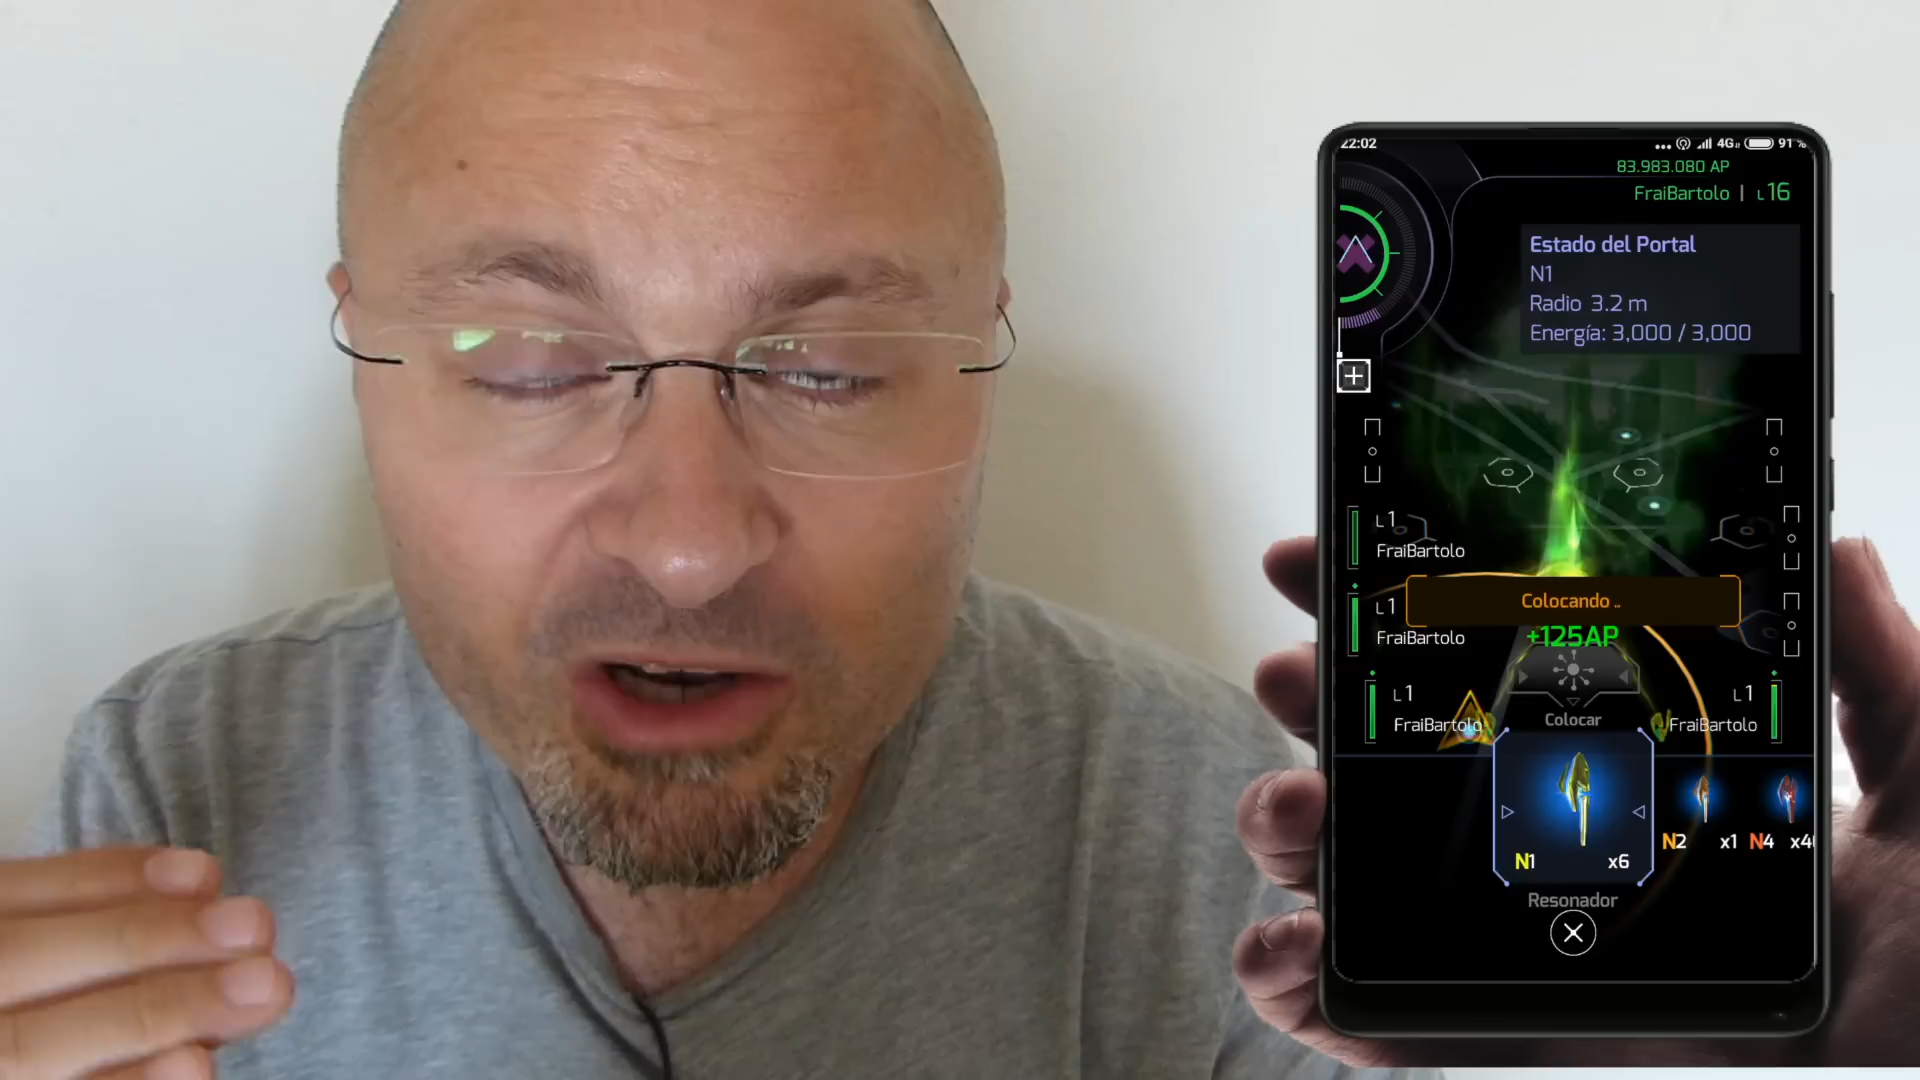 22:02
... 4G 91 %
83.983.080 AP
FraiBartolo | L16
Estado del Portal
N1
Radio 3.2 m
Energía: 3,000 / 3,000
L1
FraiBartolo
Colocando ..
L1
FraiBartolo
+125AP
L1
L1
FraiBartolo
Colocar
FraiBartolo
N1 x6
N2 x1
N4
Resonador